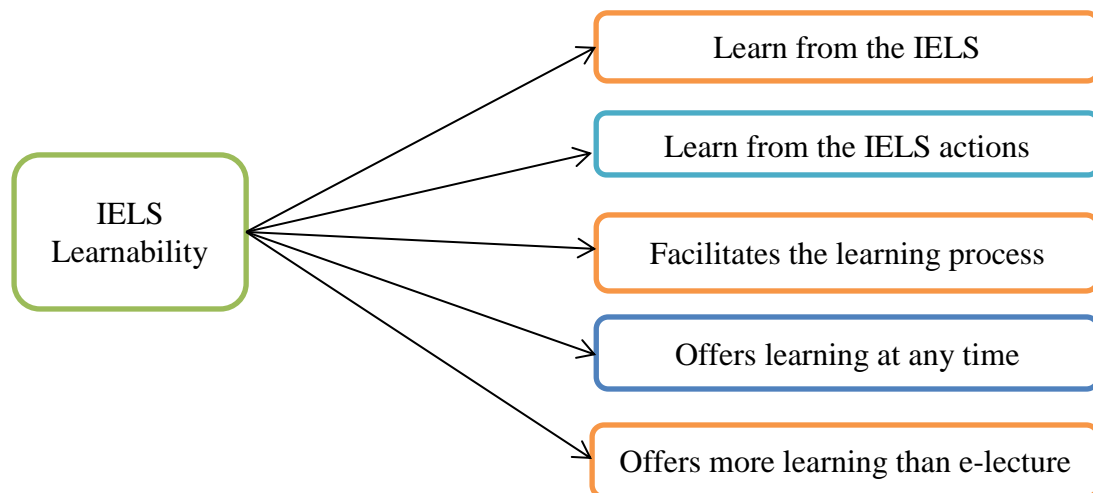 Learn from the IELS
Learn from the IELS actions
IELS
Learnability
Facilitates the learning process
Offers learning at any time
Offers more learning than e-lecture